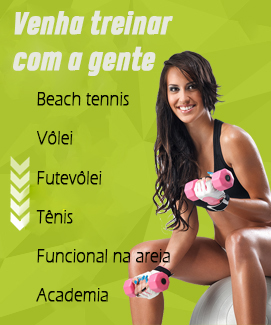 Venha treinar
com a gente
Beach tennis
Vôlei
Futevôlei
Tênis
Funcional na areia
Academia